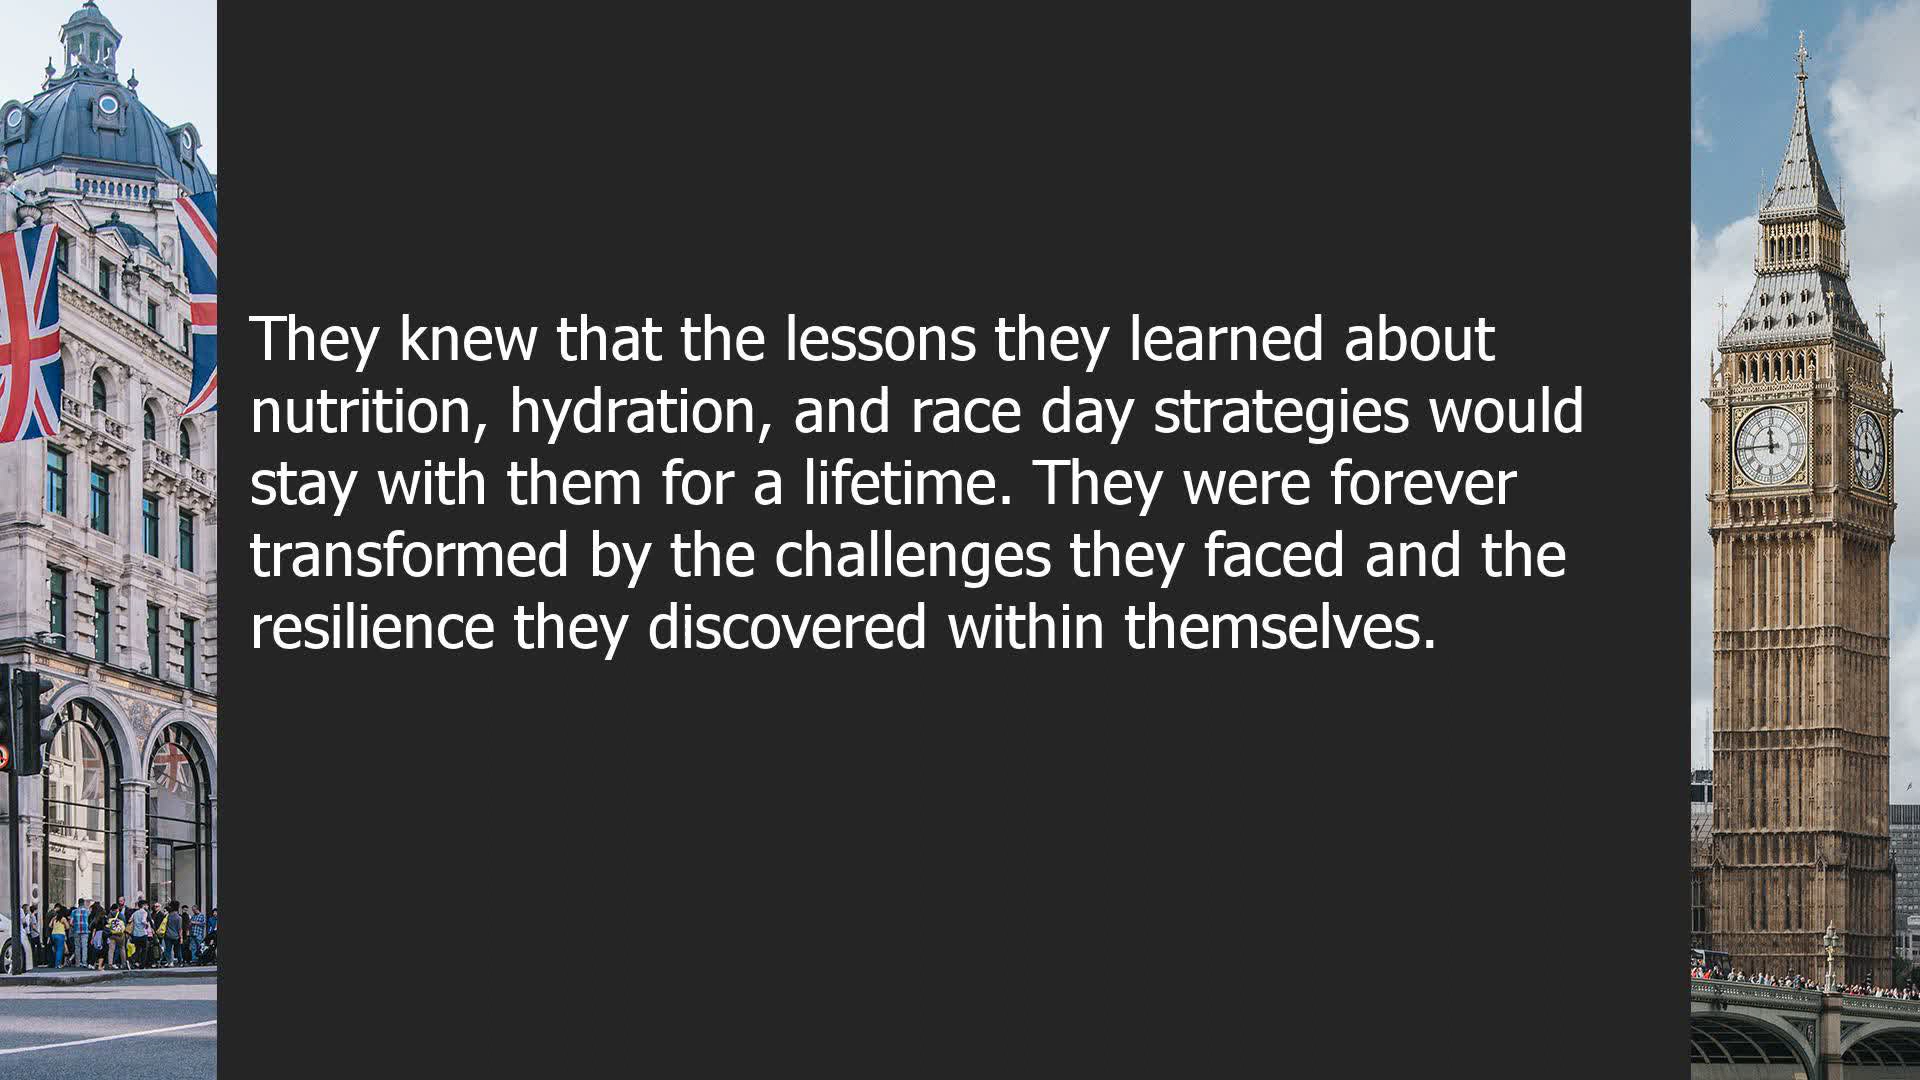 They knew that the lessons they learned about
nutrition, hydration, and race day strategies would
stay with them for a lifetime. They were forever
transformed by the challenges they faced and the
resilience they discovered within themselves.